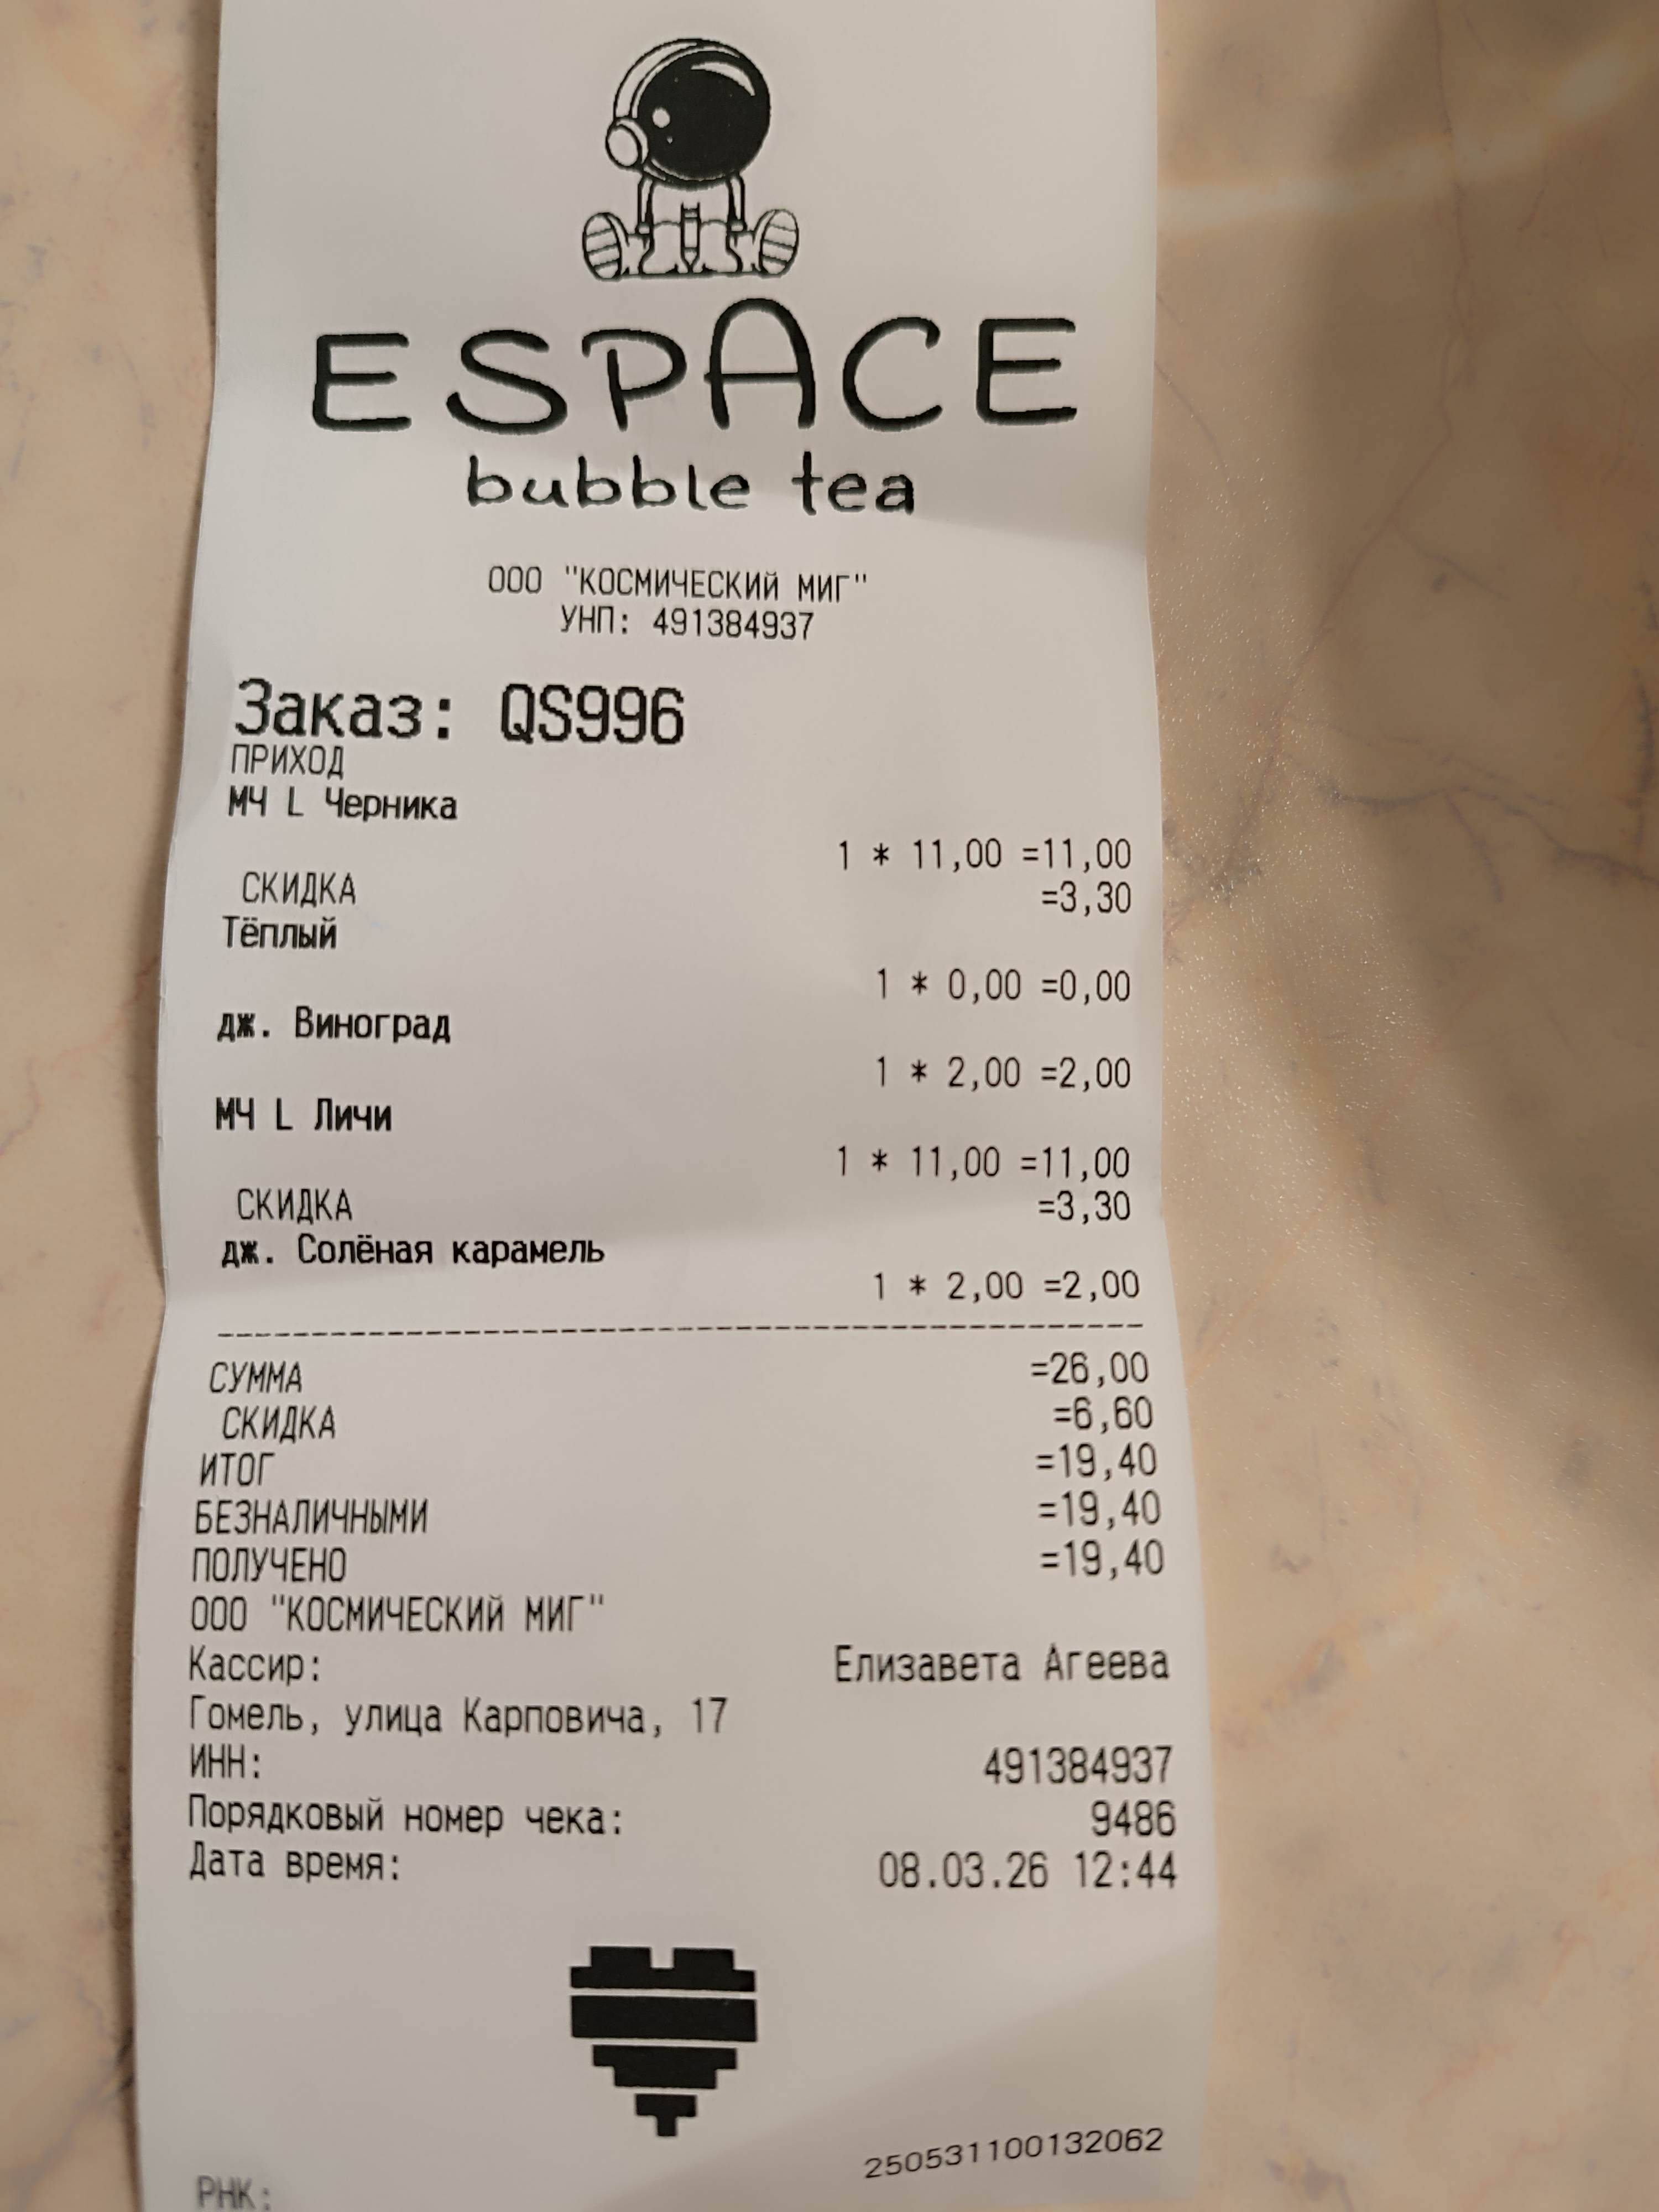 ESPACE
bubble tea
ООО "КОСМИЧЕСКИЙ МИГ"
УНП: 491384937
Заказ: QS996
ПРИХОД
МЧ L Черника
1 * 11,00 =11,00
СКИДКА =3,30
Тёплый
1 * 0,00 =0,00
дж. Виноград
1 * 2,00 =2,00
МЧ L Личи
1 * 11,00 =11,00
СКИДКА =3,30
дж. Солёная карамель
1 * 2,00 =2,00
СУММА =26,00
СКИДКА =6,60
ИТОГ =19,40
БЕЗНАЛИЧНЫМИ =19,40
ПОЛУЧЕНО =19,40
ООО "КОСМИЧЕСКИЙ МИГ"
Кассир: Елизавета Агеева
Гомель, улица Карповича, 17
ИНН: 491384937
Порядковый номер чека: 9486
Дата время: 08.03.26 12:44
250531100132062
РНК: